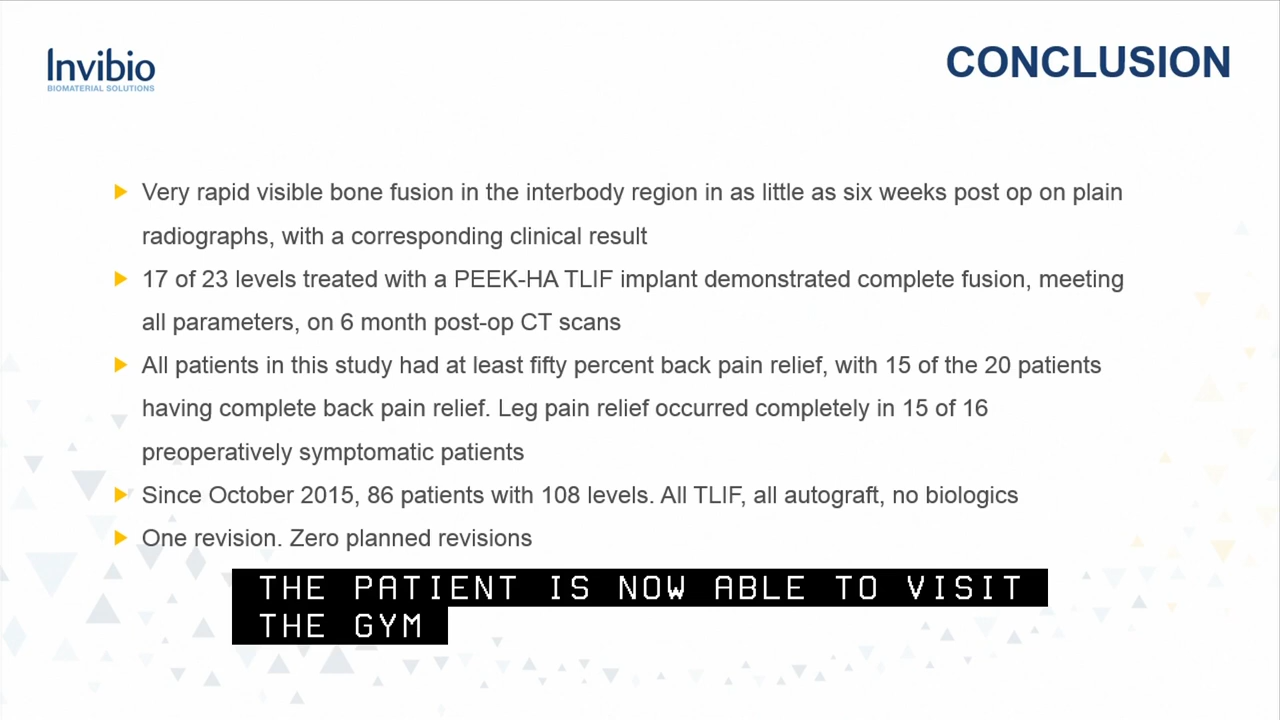 Invibio
BIOMATERIAL SOLUTIONS
CONCLUSION
Very rapid visible bone fusion in the interbody region in as little as six weeks post op on plain
radiographs, with a corresponding clinical result
17 of 23 levels treated with a PEEK-HA TLIF implant demonstrated complete fusion, meeting
all parameters, on 6 month post-op CT scans
All patients in this study had at least fifty percent back pain relief, with 15 of the 20 patients
having complete back pain relief. Leg pain relief occurred completely in 15 of 16
preoperatively symptomatic patients
Since October 2015, 86 patients with 108 levels. All TLIF, all autograft, no biologics
One revision. Zero planned revisions
THE PATIENT IS NOW ABLE TO VISIT
THE GYM